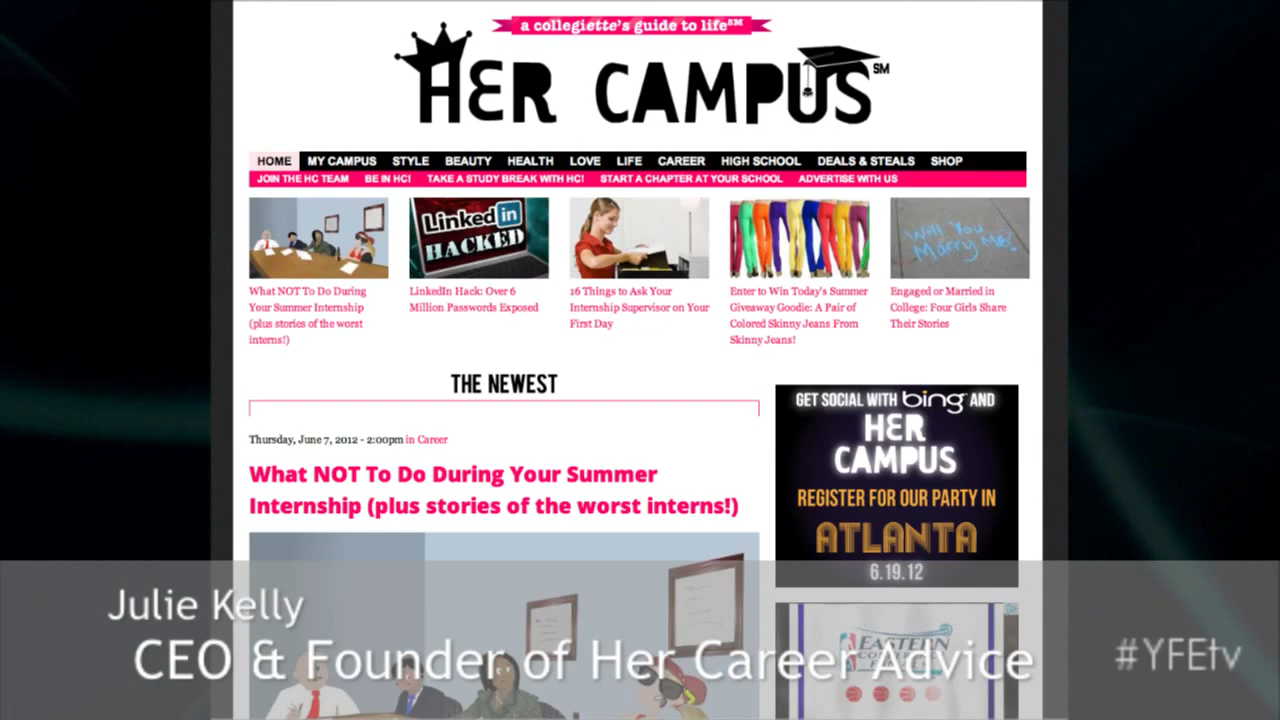 a collegiette's guide to life℠
HER CAMPUS℠
HOME MY CAMPUS STYLE BEAUTY HEALTH LOVE LIFE CAREER HIGH SCHOOL DEALS & STEALS SHOP
JOIN THE HC TEAM BE IN HC! TAKE A STUDY BREAK WITH HC! START A CHAPTER AT YOUR SCHOOL ADVERTISE WITH US
Linked in
HACKED
Will You
Marry Me?
What NOT To Do During
Your Summer Internship
(plus stories of the worst
interns!)
LinkedIn Hack: Over 6
Million Passwords Exposed
16 Things to Ask Your
Internship Supervisor on Your
First Day
Enter to Win Today's Summer
Giveaway Goodie: A Pair of
Colored Skinny Jeans From
Skinny Jeans!
Engaged or Married in
College: Four Girls Share
Their Stories
THE NEWEST
Thursday, June 7, 2012 - 2:00pm in Career
What NOT To Do During Your Summer
Internship (plus stories of the worst interns!)
GET SOCIAL WITH bing AND
HER
CAMPUS
REGISTER FOR OUR PARTY IN
ATLANTA
6.19.12
EASTERN
Julie Kelly
CEO & Founder of Her Career Advice
#YFEtv